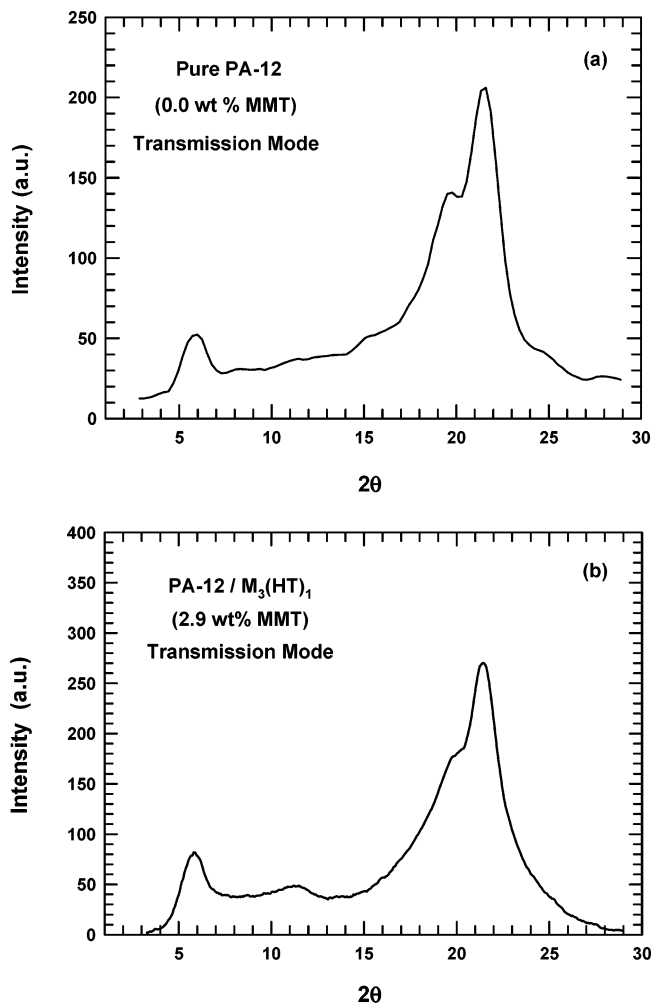 250
200
150
100
50
0
Intensity (a.u.)
Pure PA-12
(0.0 wt % MMT)
Transmission Mode
(a)
5 10 15 20 25 30
2θ
400
350
300
250
200
150
100
50
0
Intensity (a.u.)
PA-12 / M₃(HT)₁
(2.9 wt% MMT)
Transmission Mode
(b)
5 10 15 20 25 30
2θ